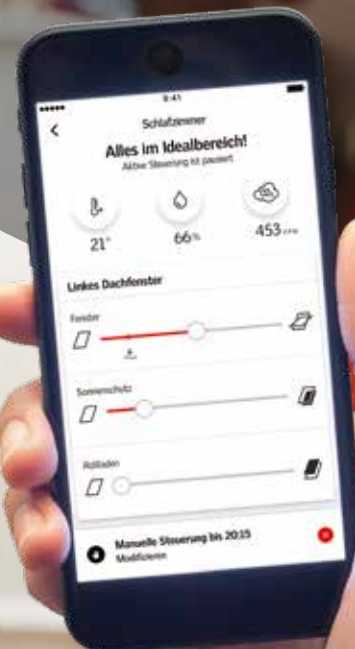 9:41
Schlafzimmer
Alles im Idealbereich!
Aktive Steuerung ist pausiert
21° 66% 453 PPM
Linkes Dachfenster
Fenster
Sonnenschutz
Rollladen
Manuelle Steuerung bis 20:15
Modifizieren